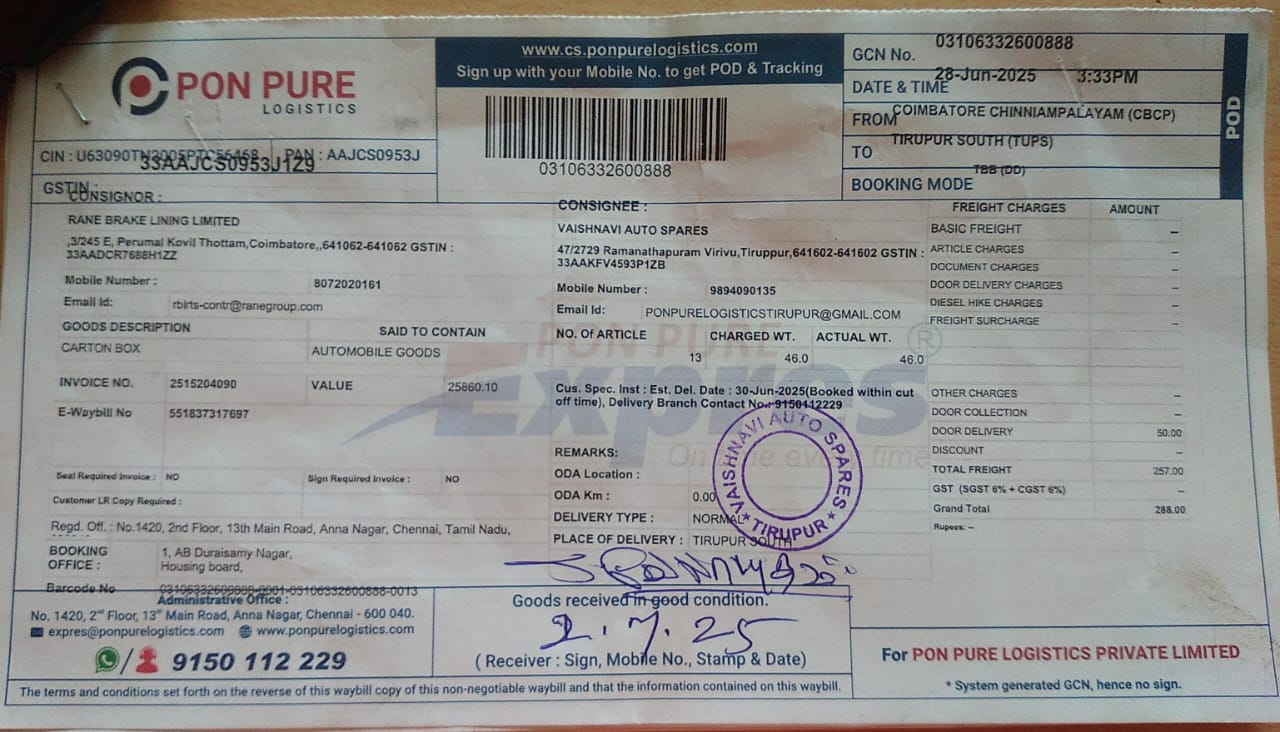 PON PURE
LOGISTICS
www.cs.ponpurelogistics.com
Sign up with your Mobile No. to get POD & Tracking
03106332600888
GCN No. 03106332600888
DATE & TIME 28-Jun-2025 3:33PM
FROM COIMBATORE CHINNIAMPALAYAM (CBCP)
TO TIRUPUR SOUTH (TUPS)
BOOKING MODE TBB (DD)
POD
PAN : AAJCS0953J
GSTIN : 33AAJCS0953J1Z9
CONSIGNOR :
RANE BRAKE LINING LIMITED
,3/245 E, Perumal Kovil Thottam,Coimbatore,,641062-641062 GSTIN :
33AADCR7688H1ZZ
Mobile Number : 8072020161
Email Id: rblrts-contr@ranegroup.com
GOODS DESCRIPTION SAID TO CONTAIN
CARTON BOX AUTOMOBILE GOODS
INVOICE NO. 2515204090 VALUE 25860.10
E-Waybill No 551837317697
Seal Required Invoice : NO Sign Required Invoice : NO
Customer LR Copy Required :
Regd. Off. : No.1420, 2nd Floor, 13th Main Road, Anna Nagar, Chennai, Tamil Nadu,
BOOKING OFFICE : 1, AB Duraisamy Nagar,
Housing board,
Barcode No 03106332600888-0001-03106332600888-0013
CONSIGNEE :
VAISHNAVI AUTO SPARES
47/2729 Ramanathapuram Virivu,Tiruppur,641602-641602 GSTIN :
33AAKFV4593P1ZB
Mobile Number : 9894090135
Email Id: PONPURELOGISTICSTIRUPUR@GMAIL.COM
NO. OF ARTICLE CHARGED WT. ACTUAL WT.
13 46.0 46.0
Cus. Spec. Inst : Est. Del. Date : 30-Jun-2025(Booked within cut
off time), Delivery Branch Contact No.: 9150112229
REMARKS:
ODA Location :
ODA Km : 0.00
DELIVERY TYPE : NORMAL
PLACE OF DELIVERY : TIRUPUR SOUTH
PON PURE
Expres ®
On time every time
VAISHNAVI AUTO SPARES
★ TIRUPUR ★
FREIGHT CHARGES AMOUNT
BASIC FREIGHT –
ARTICLE CHARGES –
DOCUMENT CHARGES –
DOOR DELIVERY CHARGES –
DIESEL HIKE CHARGES –
FREIGHT SURCHARGE –
OTHER CHARGES –
DOOR COLLECTION –
DOOR DELIVERY 50.00
DISCOUNT –
TOTAL FREIGHT 257.00
GST (SGST 6% + CGST 6%) –
Grand Total 288.00
Rupees: --
Administrative Office :
No. 1420, 2nd Floor, 13th Main Road, Anna Nagar, Chennai - 600 040.
expres@ponpurelogistics.com www.ponpurelogistics.com
9150 112 229
Goods received in good condition.
2.7.25
( Receiver : Sign, Mobile No., Stamp & Date)
For PON PURE LOGISTICS PRIVATE LIMITED
* System generated GCN, hence no sign.
The terms and conditions set forth on the reverse of this waybill copy of this non-negotiable waybill and that the information contained on this waybill.